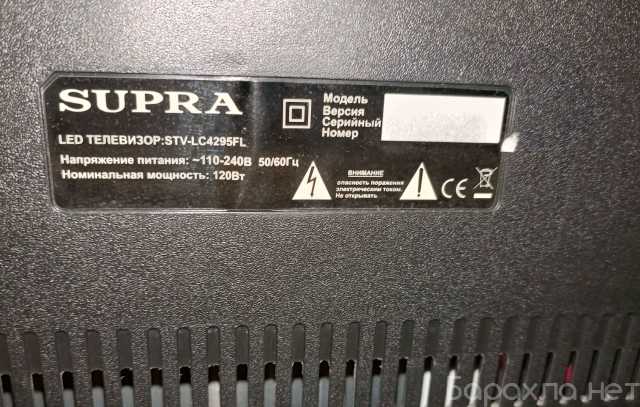 SUPRA
LED ТЕЛЕВИЗОР:STV-LC4295FL
Напряжение питания: ~110-240В 50/60Гц
Номинальная мощность: 120Вт
Модель
Версия
Серийный
Номер
ВНИМАНИЕ
опасность поражения
электрическим током.
Не открывать
CE
барахла.нет